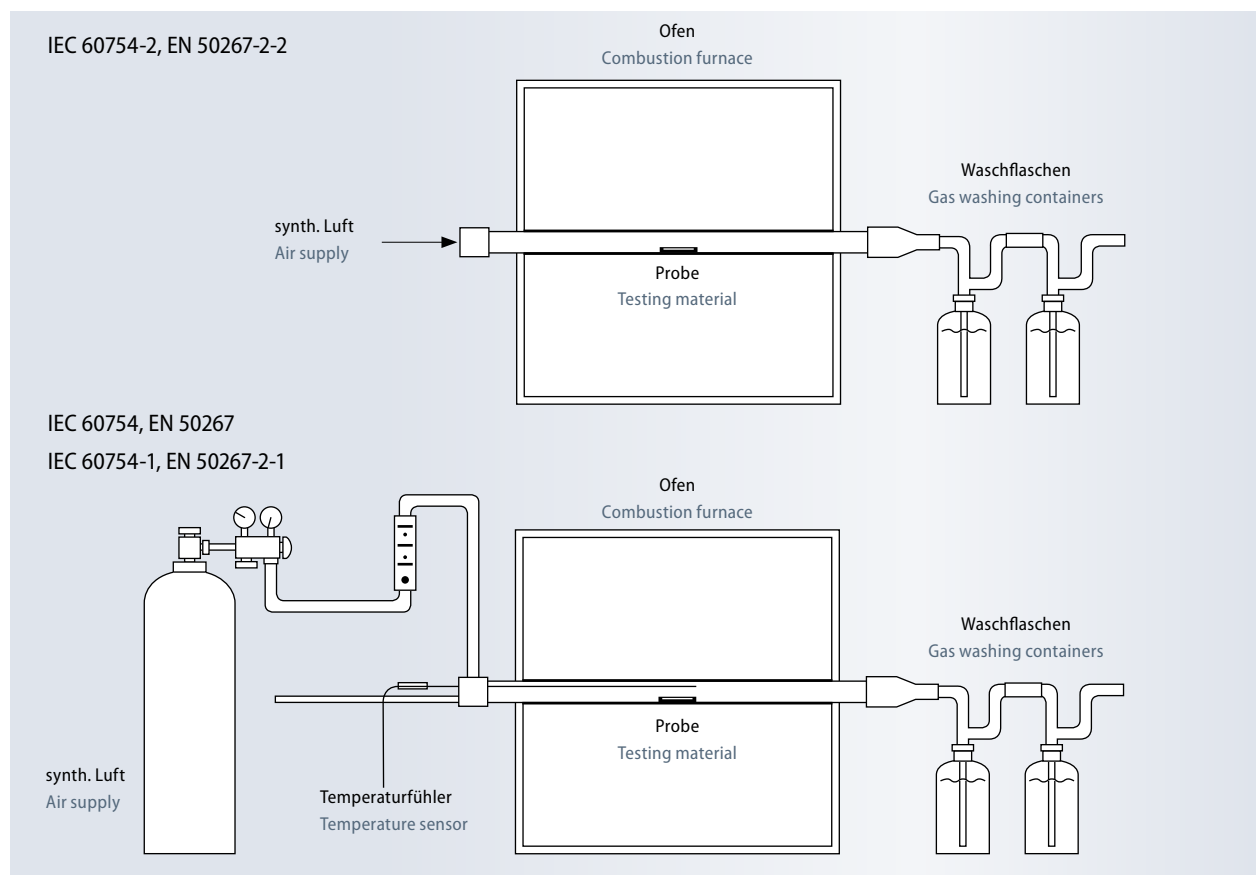 IEC 60754-2, EN 50267-2-2
Ofen
Combustion furnace
Waschflaschen
Gas washing containers
synth. Luft
Air supply
Probe
Testing material
IEC 60754, EN 50267
IEC 60754-1, EN 50267-2-1
Ofen
Combustion furnace
Waschflaschen
Gas washing containers
Probe
Testing material
synth. Luft
Air supply
Temperaturfühler
Temperature sensor